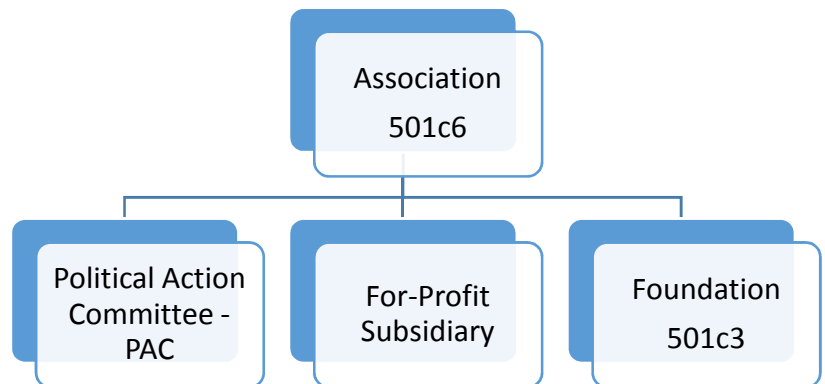 Association
501c6
Political Action
Committee -
PAC
For-Profit
Subsidiary
Foundation
501c3